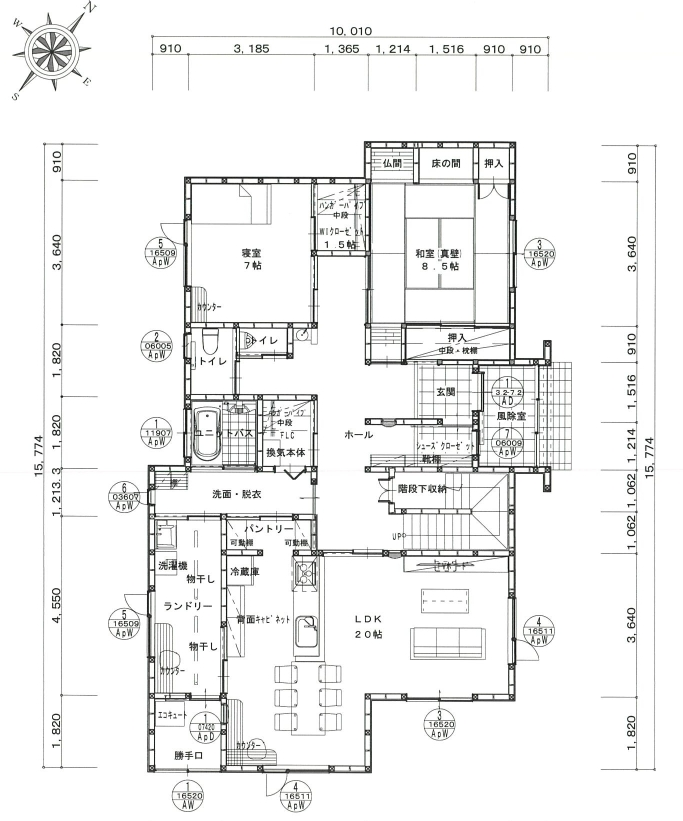 N
W
E
S
10,010
910
3,185
1,365
1,214
1,516
910
910
910
3,640
1,820
1,820
1,213.3
4,550
1,820
15,774
910
3,640
910
1,516
1,214
1,062
1,062
3,640
1,820
15,774
仏間
床の間
押入
ハンガーパイプ
中段
WIクローゼット
1.5帖
寝室
7帖
カウンター
和室(真壁)
8.5帖
5
16509
ApW
3
16520
ApW
押入
中段+枕棚
2
06005
ApW
トイレ
トイレ
玄関
1
32-72
AD
風除室
7
06009
ApW
1
11907
ApW
ユニットバス
ハンガーパイプ
中段
FLC
換気本体
ホール
シューズクローゼット
靴棚
6
03607
ApW
洗面・脱衣
階段下収納
UP
パントリー
可動棚
可動棚
洗濯機
物干し
ランドリー
物干し
カウンター
冷蔵庫
背面キャビネット
LDK
20帖
TVボード
5
16509
ApW
4
16511
ApW
エコキュート
1
07420
ApD
勝手口
カウンター
3
16520
ApW
1
16520
AW
4
16511
ApW